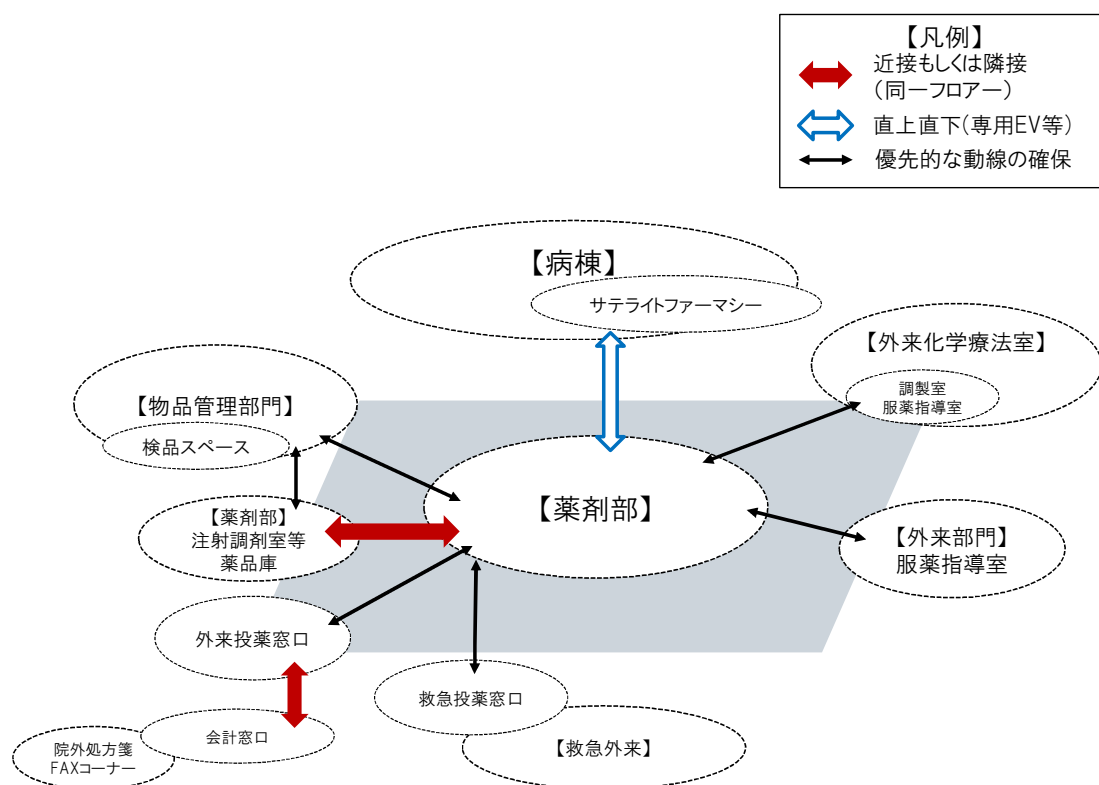 【凡例】
近接もしくは隣接
(同一フロアー)
直上直下(専用EV等)
優先的な動線の確保
【病棟】
サテライトファーマシー
【外来化学療法室】
調製室
服薬指導室
【物品管理部門】
検品スペース
【薬剤部】
【薬剤部】
注射調剤室等
薬品庫
【外来部門】
服薬指導室
外来投薬窓口
救急投薬窓口
会計窓口
院外処方箋
FAXコーナー
【救急外来】